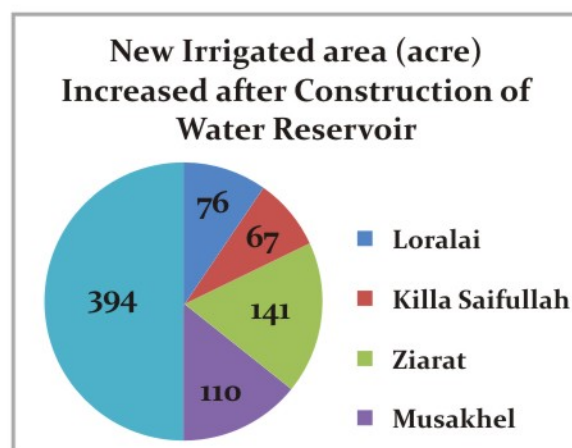 New Irrigated area (acre)
Increased after Construction of
Water Reservoir
76
67
394
141
110
Loralai
Killa Saifullah
Ziarat
Musakhel